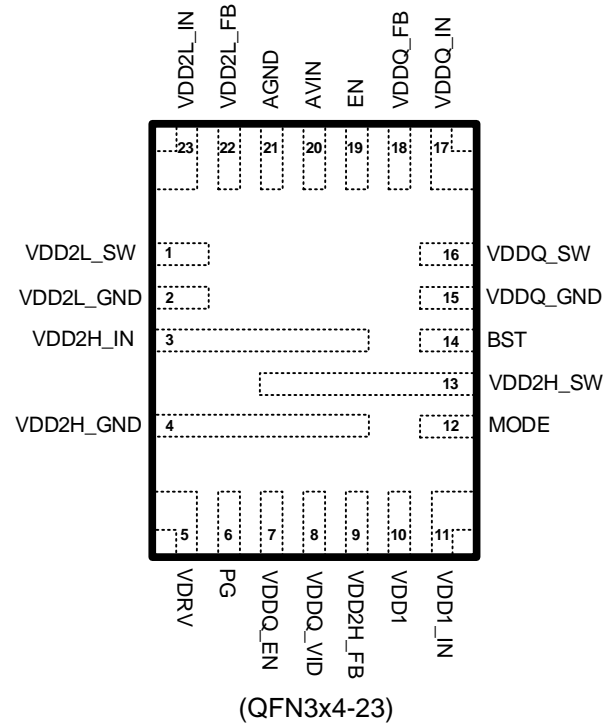 VDD2L_IN
VDD2L_FB
AGND
AVIN
EN
VDDQ_FB
VDDQ_IN
23
22
21
20
19
18
17
VDD2L_SW
1
16
VDDQ_SW
VDD2L_GND
2
15
VDDQ_GND
VDD2H_IN
3
14
BST
13
VDD2H_SW
VDD2H_GND
4
12
MODE
5
6
7
8
9
10
11
VDRV
PG
VDDQ_EN
VDDQ_VID
VDD2H_FB
VDD1
VDD1_IN
(QFN3x4-23)